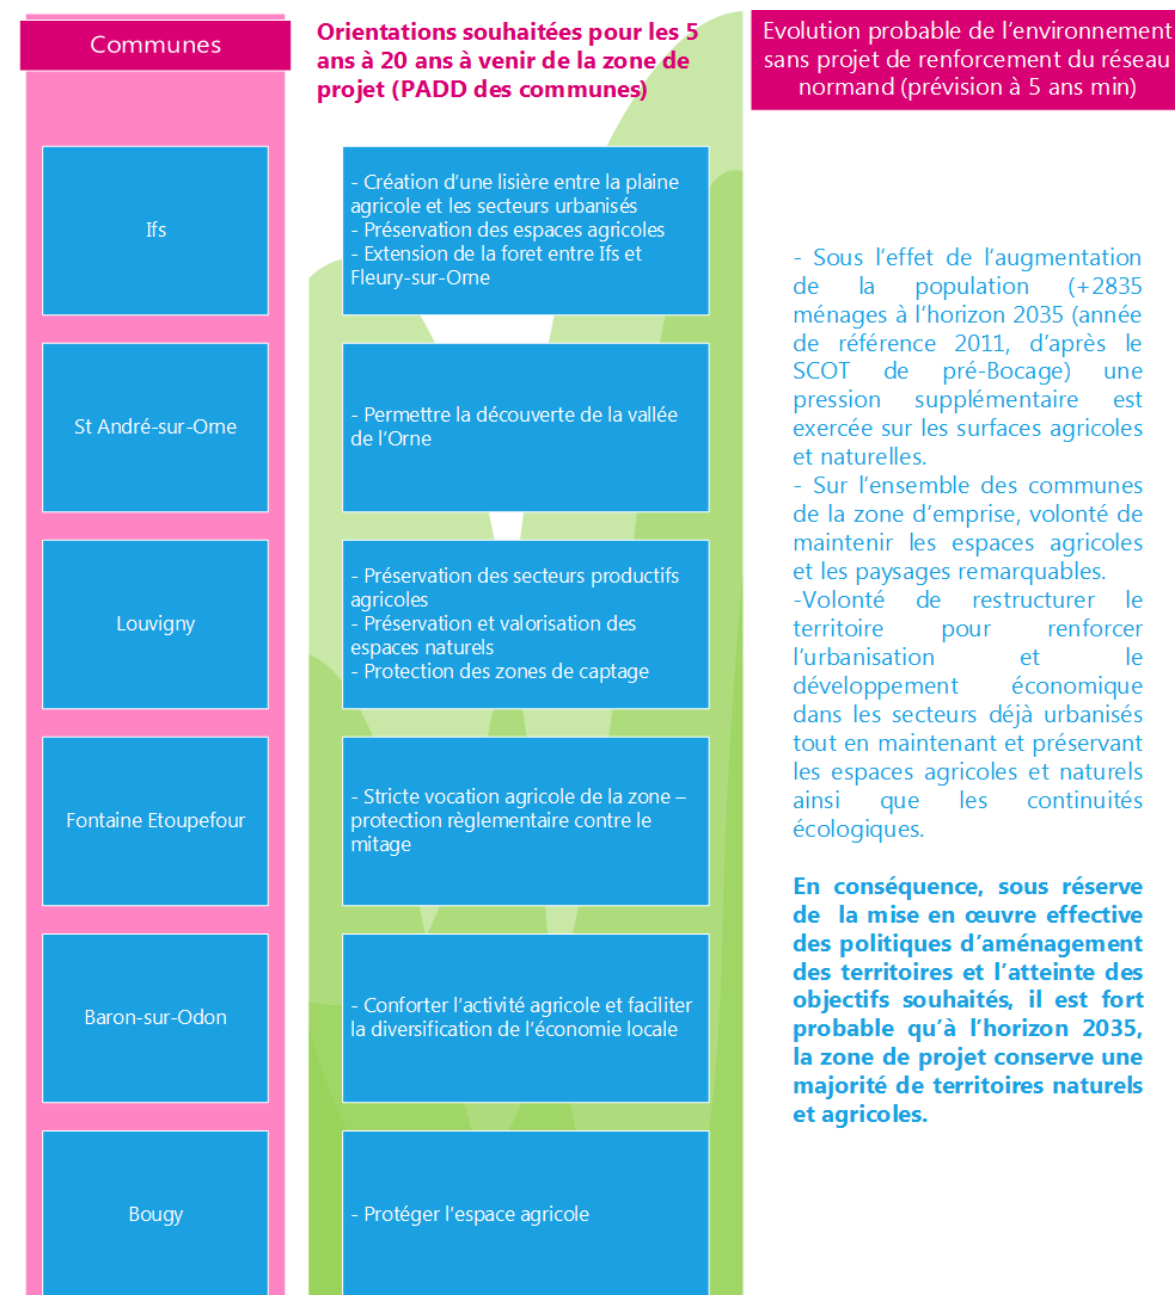 Communes
Orientations souhaitées pour les 5
ans à 20 ans à venir de la zone de
projet (PADD des communes)
Evolution probable de l'environnement
sans projet de renforcement du réseau
normand (prévision à 5 ans min)
Ifs
- Création d'une lisière entre la plaine
agricole et les secteurs urbanisés
- Préservation des espaces agricoles
- Extension de la foret entre Ifs et
Fleury-sur-Orne
St André-sur-Orne
- Permettre la découverte de la vallée
de l'Orne
Louvigny
- Préservation des secteurs productifs
agricoles
- Préservation et valorisation des
espaces naturels
- Protection des zones de captage
Fontaine Etoupefour
- Stricte vocation agricole de la zone –
protection règlementaire contre le
mitage
Baron-sur-Odon
- Conforter l'activité agricole et faciliter
la diversification de l'économie locale
Bougy
- Protéger l'espace agricole
- Sous l'effet de l'augmentation
de la population (+2835
ménages à l'horizon 2035 (année
de référence 2011, d'après le
SCOT de pré-Bocage) une
pression supplémentaire est
exercée sur les surfaces agricoles
et naturelles.
- Sur l'ensemble des communes
de la zone d'emprise, volonté de
maintenir les espaces agricoles
et les paysages remarquables.
-Volonté de restructurer le
territoire pour renforcer
l'urbanisation et le
développement économique
dans les secteurs déjà urbanisés
tout en maintenant et préservant
les espaces agricoles et naturels
ainsi que les continuités
écologiques.
En conséquence, sous réserve
de la mise en œuvre effective
des politiques d'aménagement
des territoires et l'atteinte des
objectifs souhaités, il est fort
probable qu'à l'horizon 2035,
la zone de projet conserve une
majorité de territoires naturels
et agricoles.